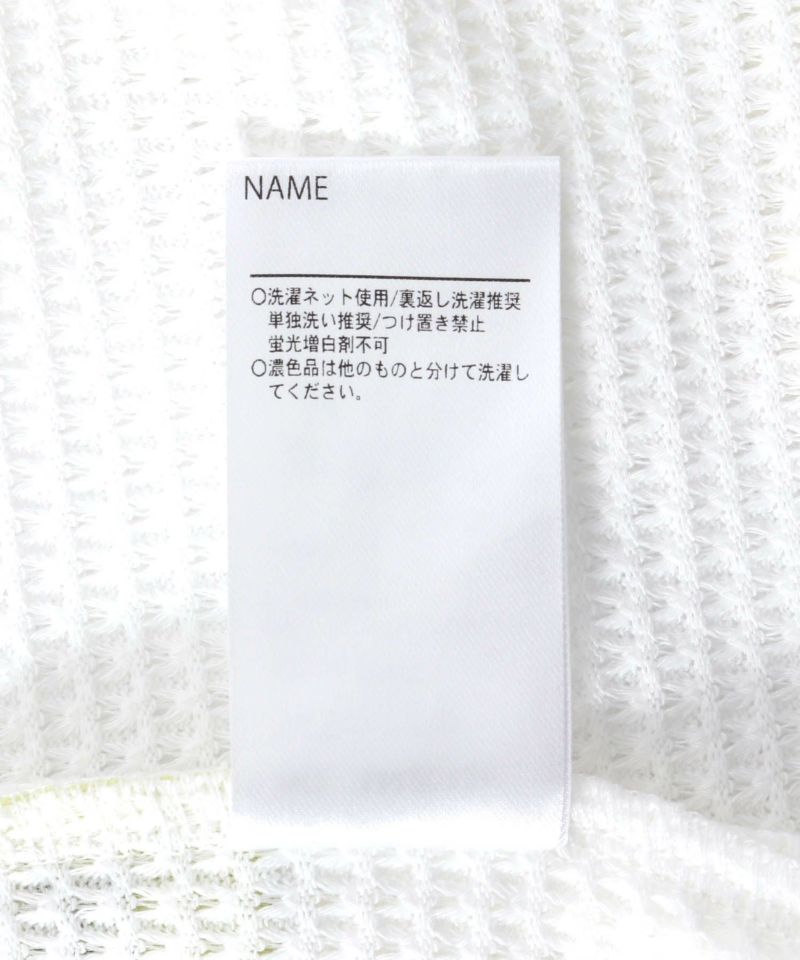 NAME
〇洗濯ネット使用/裏返し洗濯推奨
単独洗い推奨/つけ置き禁止
蛍光増白剤不可
〇濃色品は他のものと分けて洗濯し
てください。